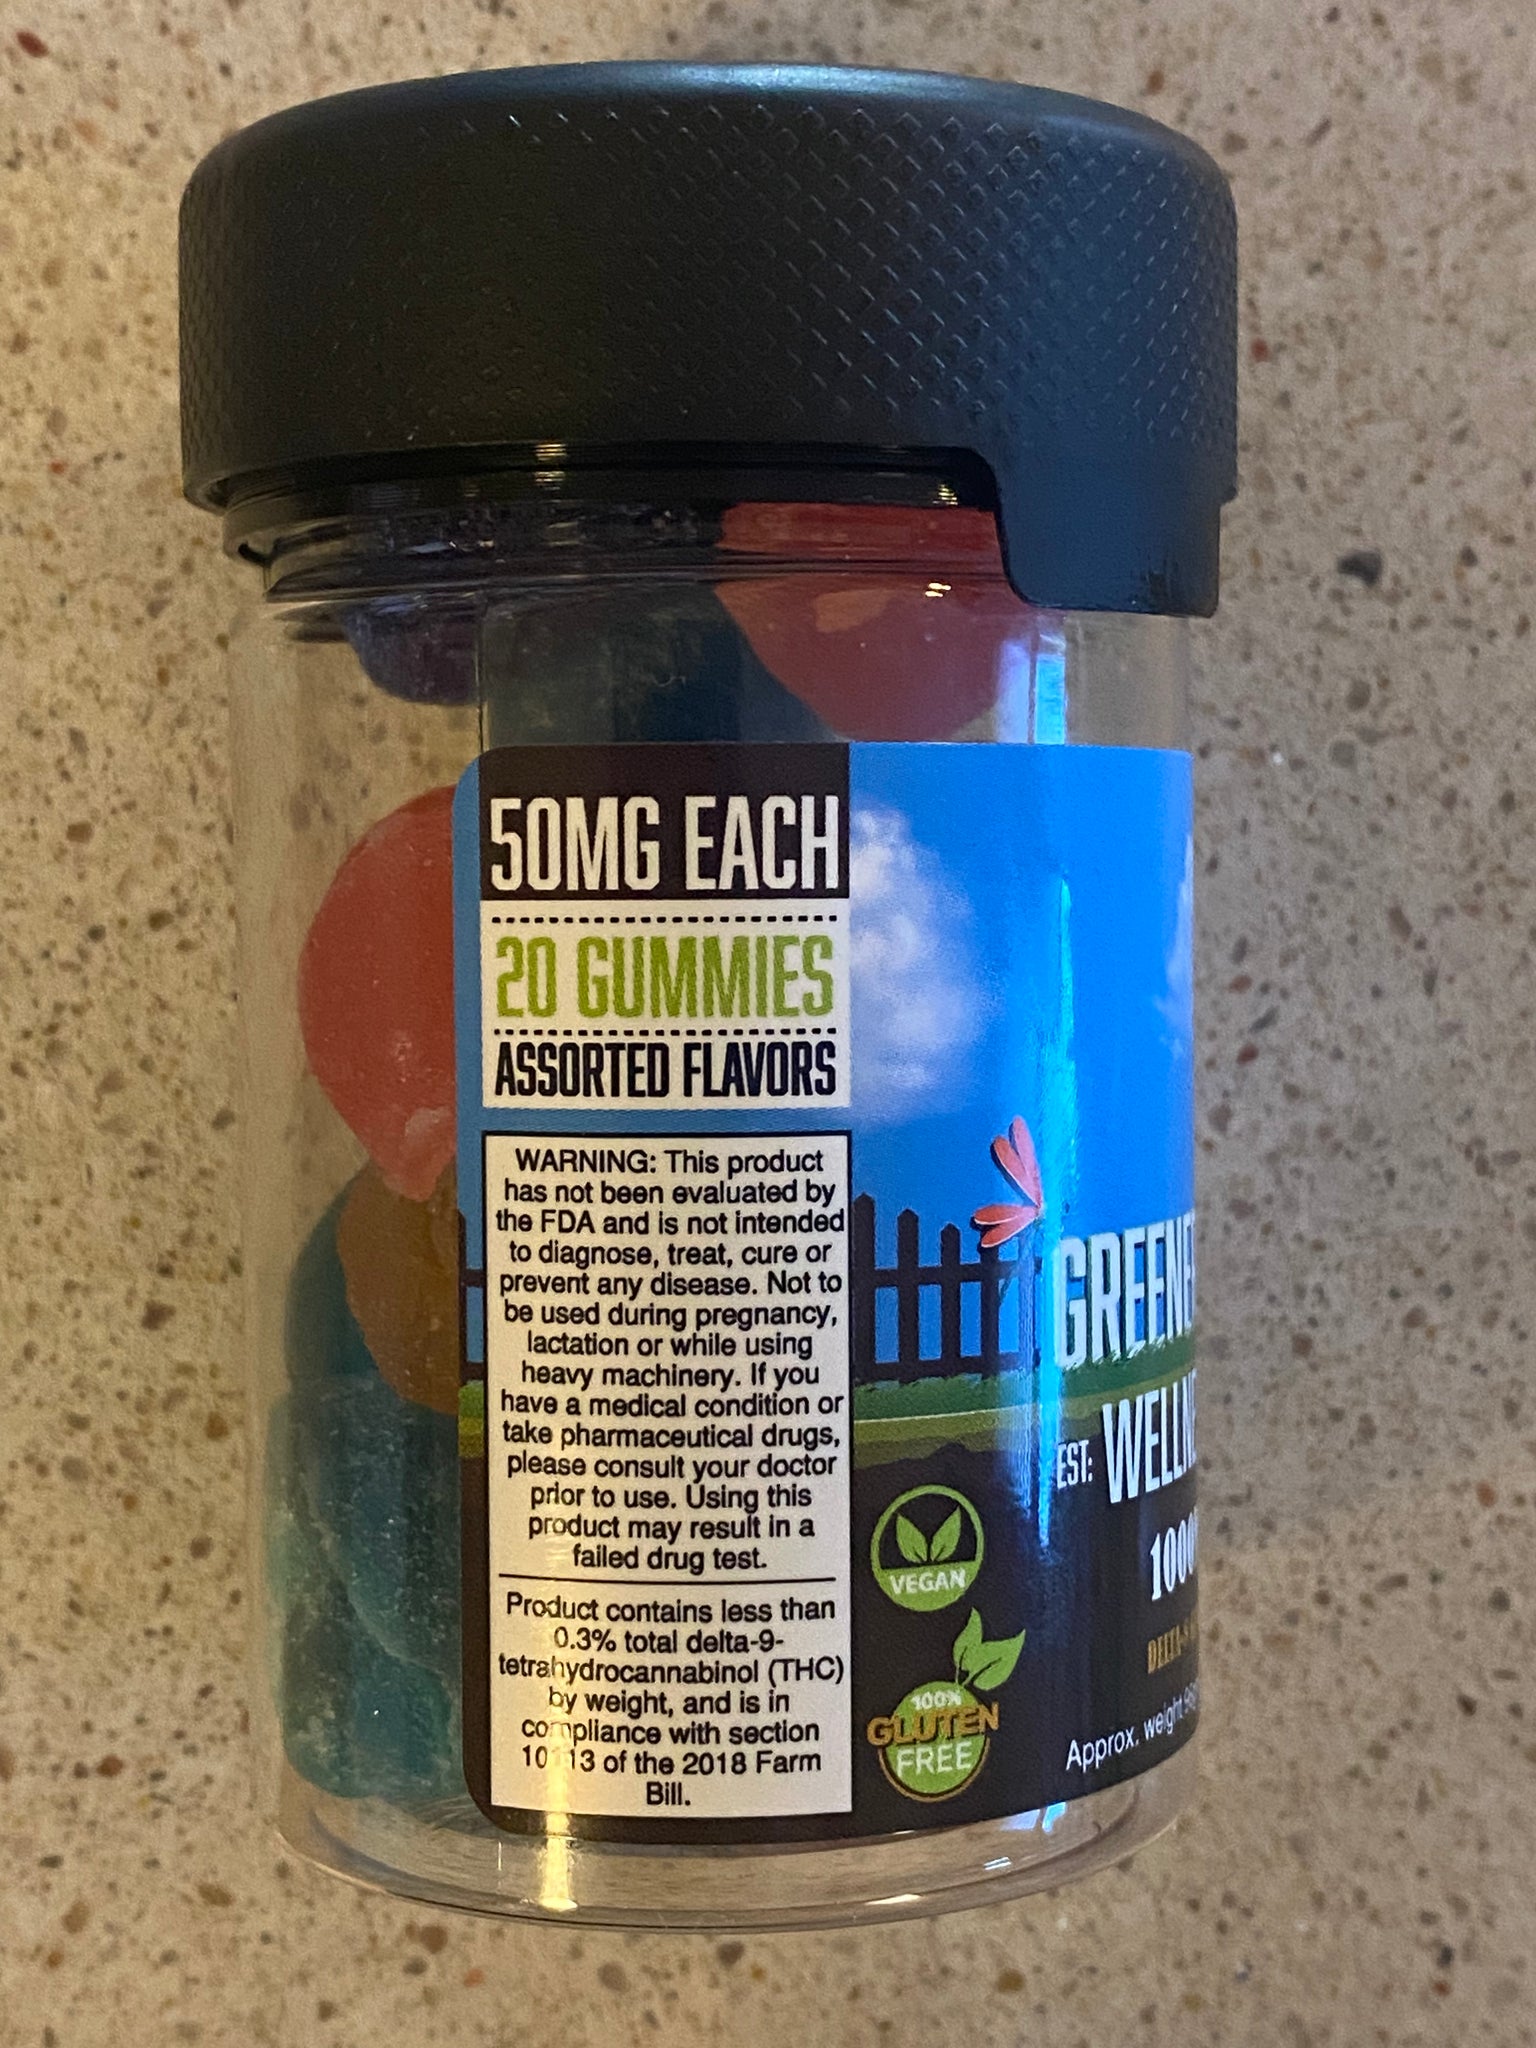 50MG EACH
20 GUMMIES
ASSORTED FLAVORS
WARNING: This product
has not been evaluated by
the FDA and is not intended
to diagnose, treat, cure or
prevent any disease. Not to
be used during pregnancy,
lactation or while using
heavy machinery. If you
have a medical condition or
take pharmaceutical drugs,
please consult your doctor
prior to use. Using this
product may result in a
failed drug test.
Product contains less than
0.3% total delta-9-
tetrahydrocannabinol (THC)
by weight, and is in
compliance with section
of the 2018 Farm
Bill.
VEGAN
100%
GLUTEN
FREE
EST:
Approx. weight